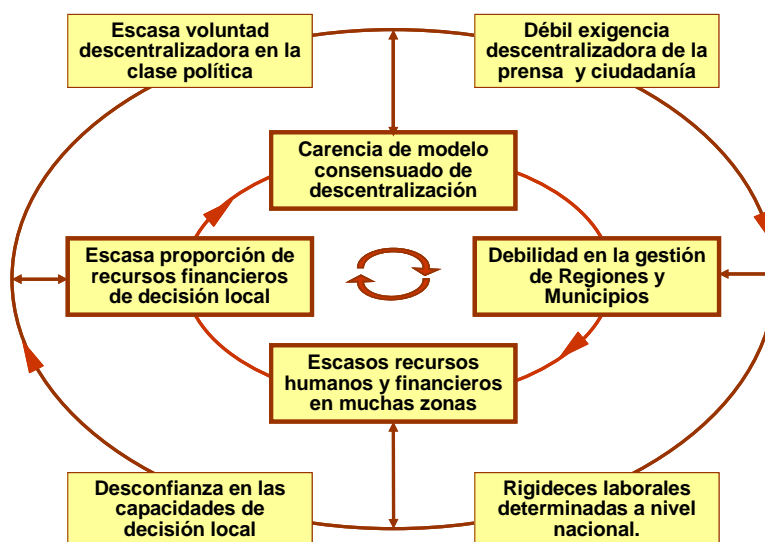 Escasa voluntad
descentralizadora en la
clase política
Débil exigencia
descentralizadora de la
prensa y ciudadanía
Carencia de modelo
consensuado de
descentralización
Escasa proporción de
recursos financieros
de decisión local
Debilidad en la gestión
de Regiones y
Municipios
Escasos recursos
humanos y financieros
en muchas zonas
Desconfianza en las
capacidades de
decisión local
Rigideces laborales
determinadas a nivel
nacional.